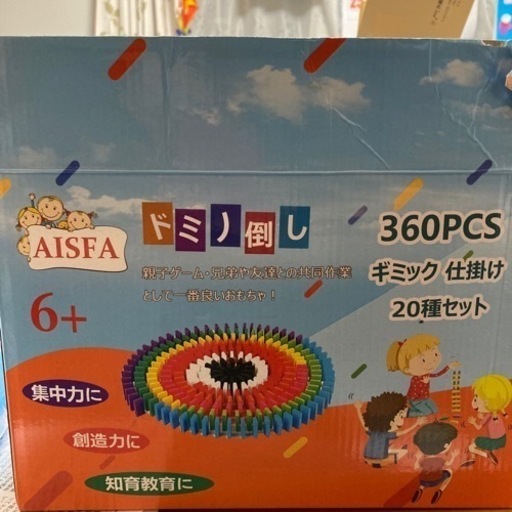 AISFA
6+
ドミノ倒し
親子ゲーム・兄弟や友達との共同作業
として一番良いおもちゃ！
360PCS
ギミック 仕掛け
20種セット
集中力に
創造力に
知育教育に